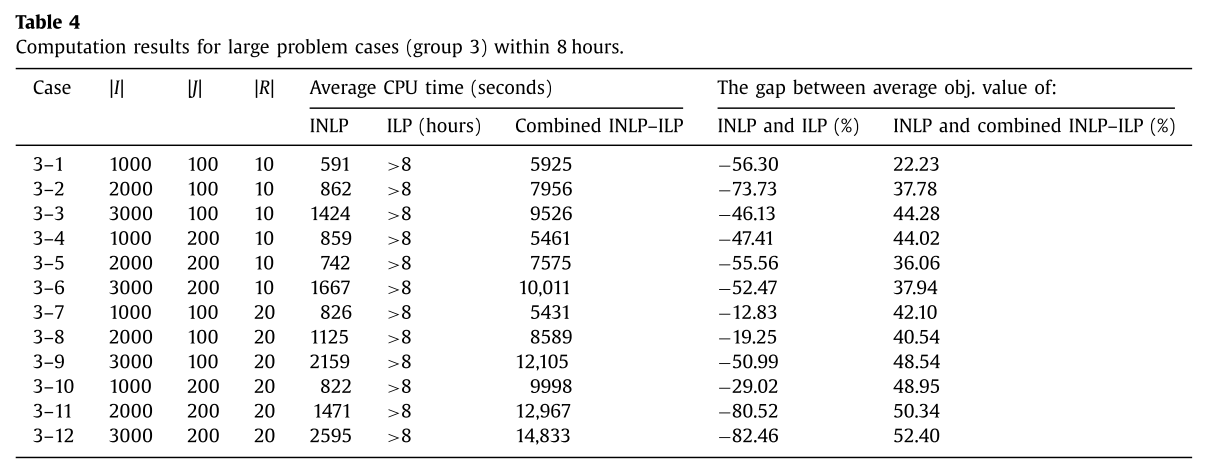 Table 4
Computation results for large problem cases (group 3) within 8 hours.
Case |I| |J| |R| Average CPU time (seconds) The gap between average obj. value of:
INLP ILP (hours) Combined INLP–ILP INLP and ILP (%) INLP and combined INLP–ILP (%)
3–1 1000 100 10 591 >8 5925 −56.30 22.23
3–2 2000 100 10 862 >8 7956 −73.73 37.78
3–3 3000 100 10 1424 >8 9526 −46.13 44.28
3–4 1000 200 10 859 >8 5461 −47.41 44.02
3–5 2000 200 10 742 >8 7575 −55.56 36.06
3–6 3000 200 10 1667 >8 10,011 −52.47 37.94
3–7 1000 100 20 826 >8 5431 −12.83 42.10
3–8 2000 100 20 1125 >8 8589 −19.25 40.54
3–9 3000 100 20 2159 >8 12,105 −50.99 48.54
3–10 1000 200 20 822 >8 9998 −29.02 48.95
3–11 2000 200 20 1471 >8 12,967 −80.52 50.34
3–12 3000 200 20 2595 >8 14,833 −82.46 52.40